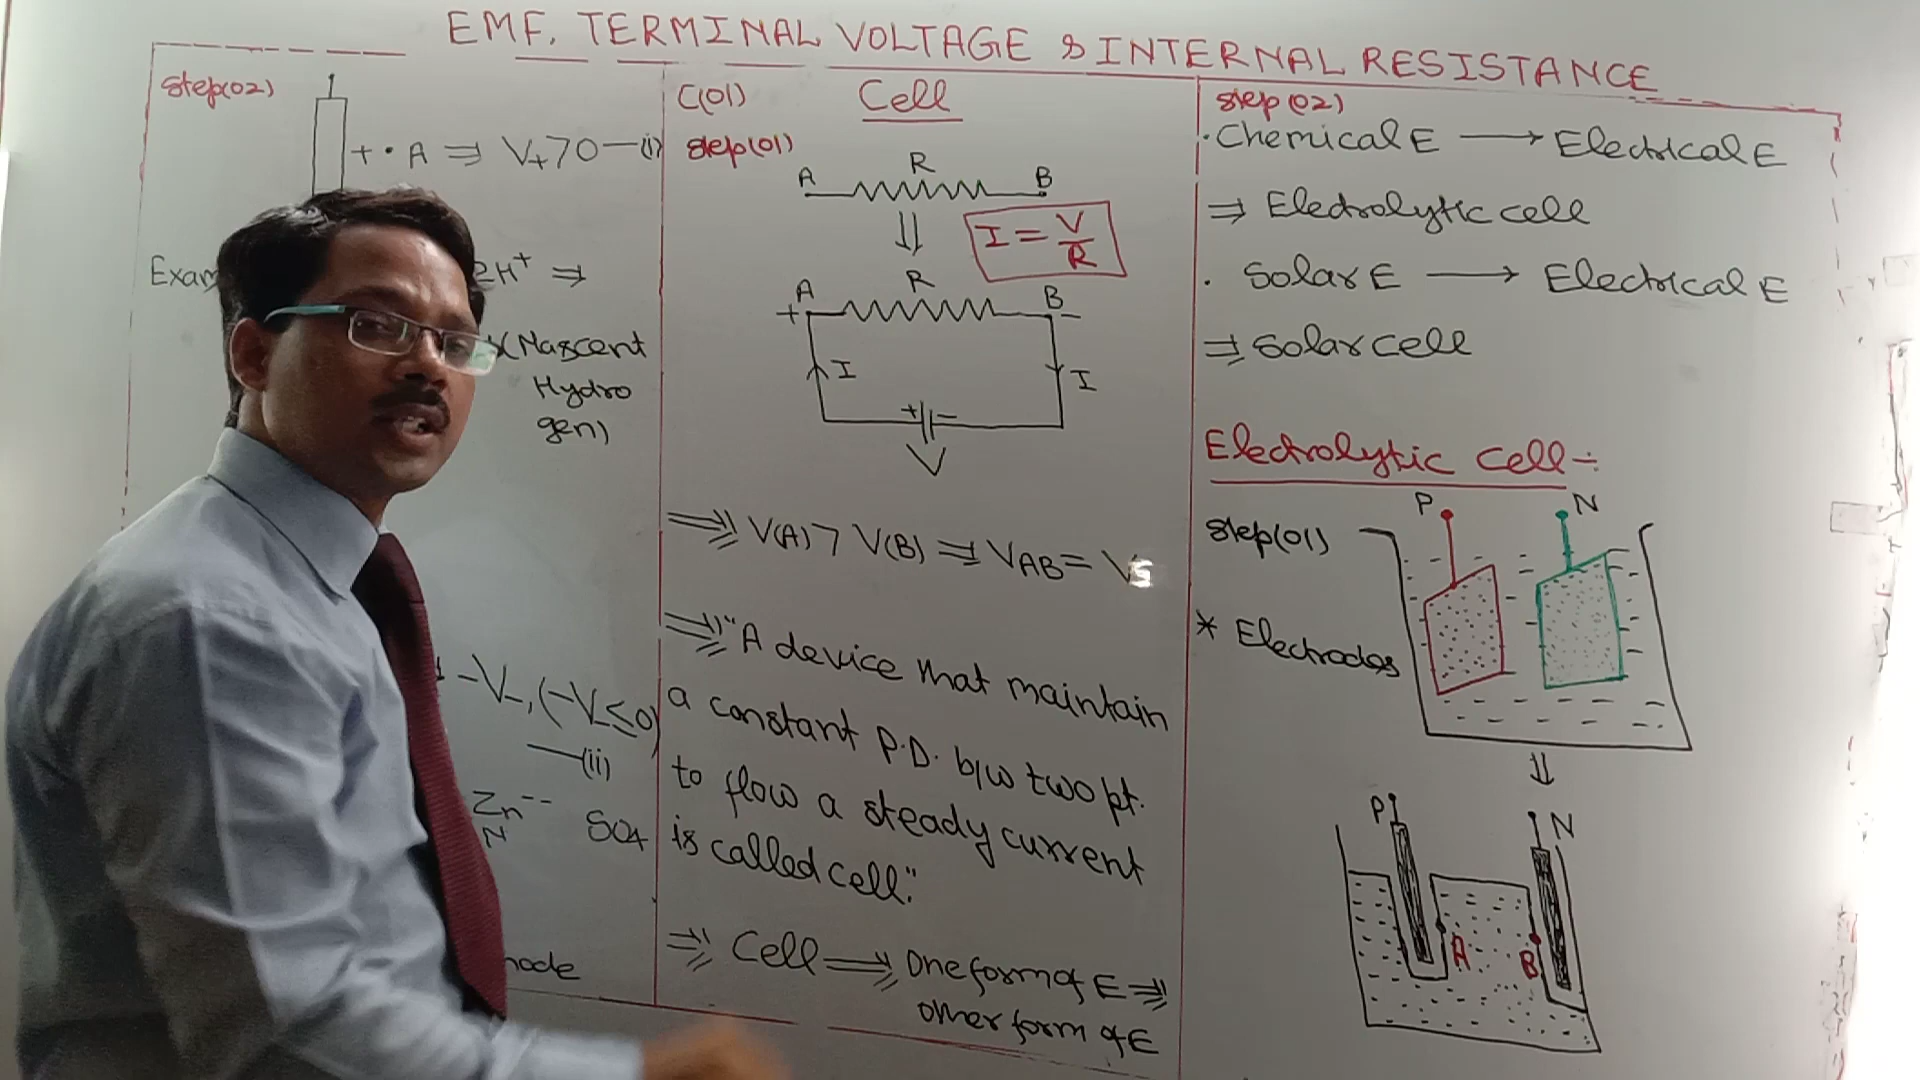 EMF, TERMINAL VOLTAGE & INTERNAL RESISTANCE
Step(02)
+ • A ⇒ V+>0—(i)
2H+ ⇒
(Nascent
Hydro
gen)
-V-, (-V-≤0)
—(ii)
Zn-- SO4
N
C(01) Cell
Step(01)
A R B
I = V/R
A R B
+ -
I I
+ -
V
⇒ V(A) > V(B) ⇒ VAB = Vs
⇒ "A device that maintain
a constant P.D. b/w two pt.
to flow a steady current
is called cell."
⇒ Cell ⇒ One form of E ⇒
other form of E
Step(02)
• Chemical E → Electrical E
⇒ Electrolytic cell
• Solar E → Electrical E
⇒ Solar cell
Electrolytic Cell :-
P N
Step(01)
* Electrodes
⇓
P N
A B